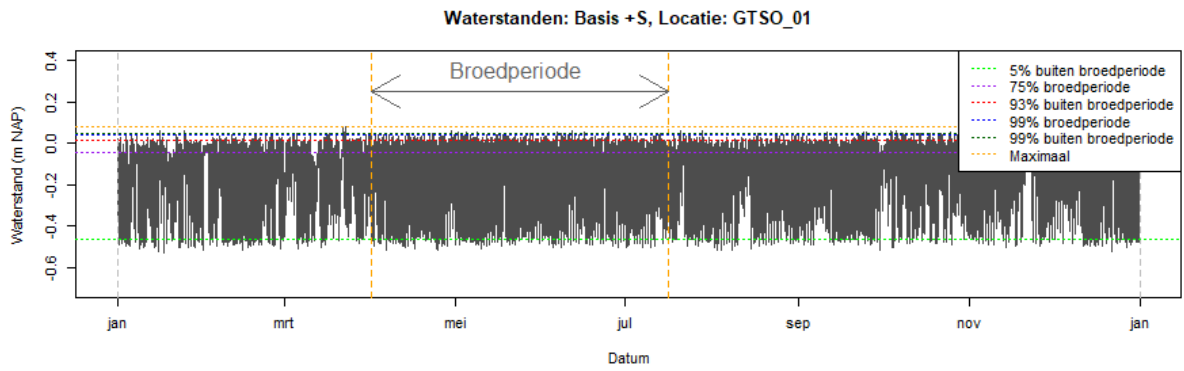 Waterstanden: Basis +S, Locatie: GTSO_01
Waterstand (m NAP)
0.4
0.2
0.0
-0.2
-0.4
-0.6
Broedperiode
5% buiten broedperiode
75% broedperiode
93% buiten broedperiode
99% broedperiode
99% buiten broedperiode
Maximaal
jan mrt mei jul sep nov jan
Datum